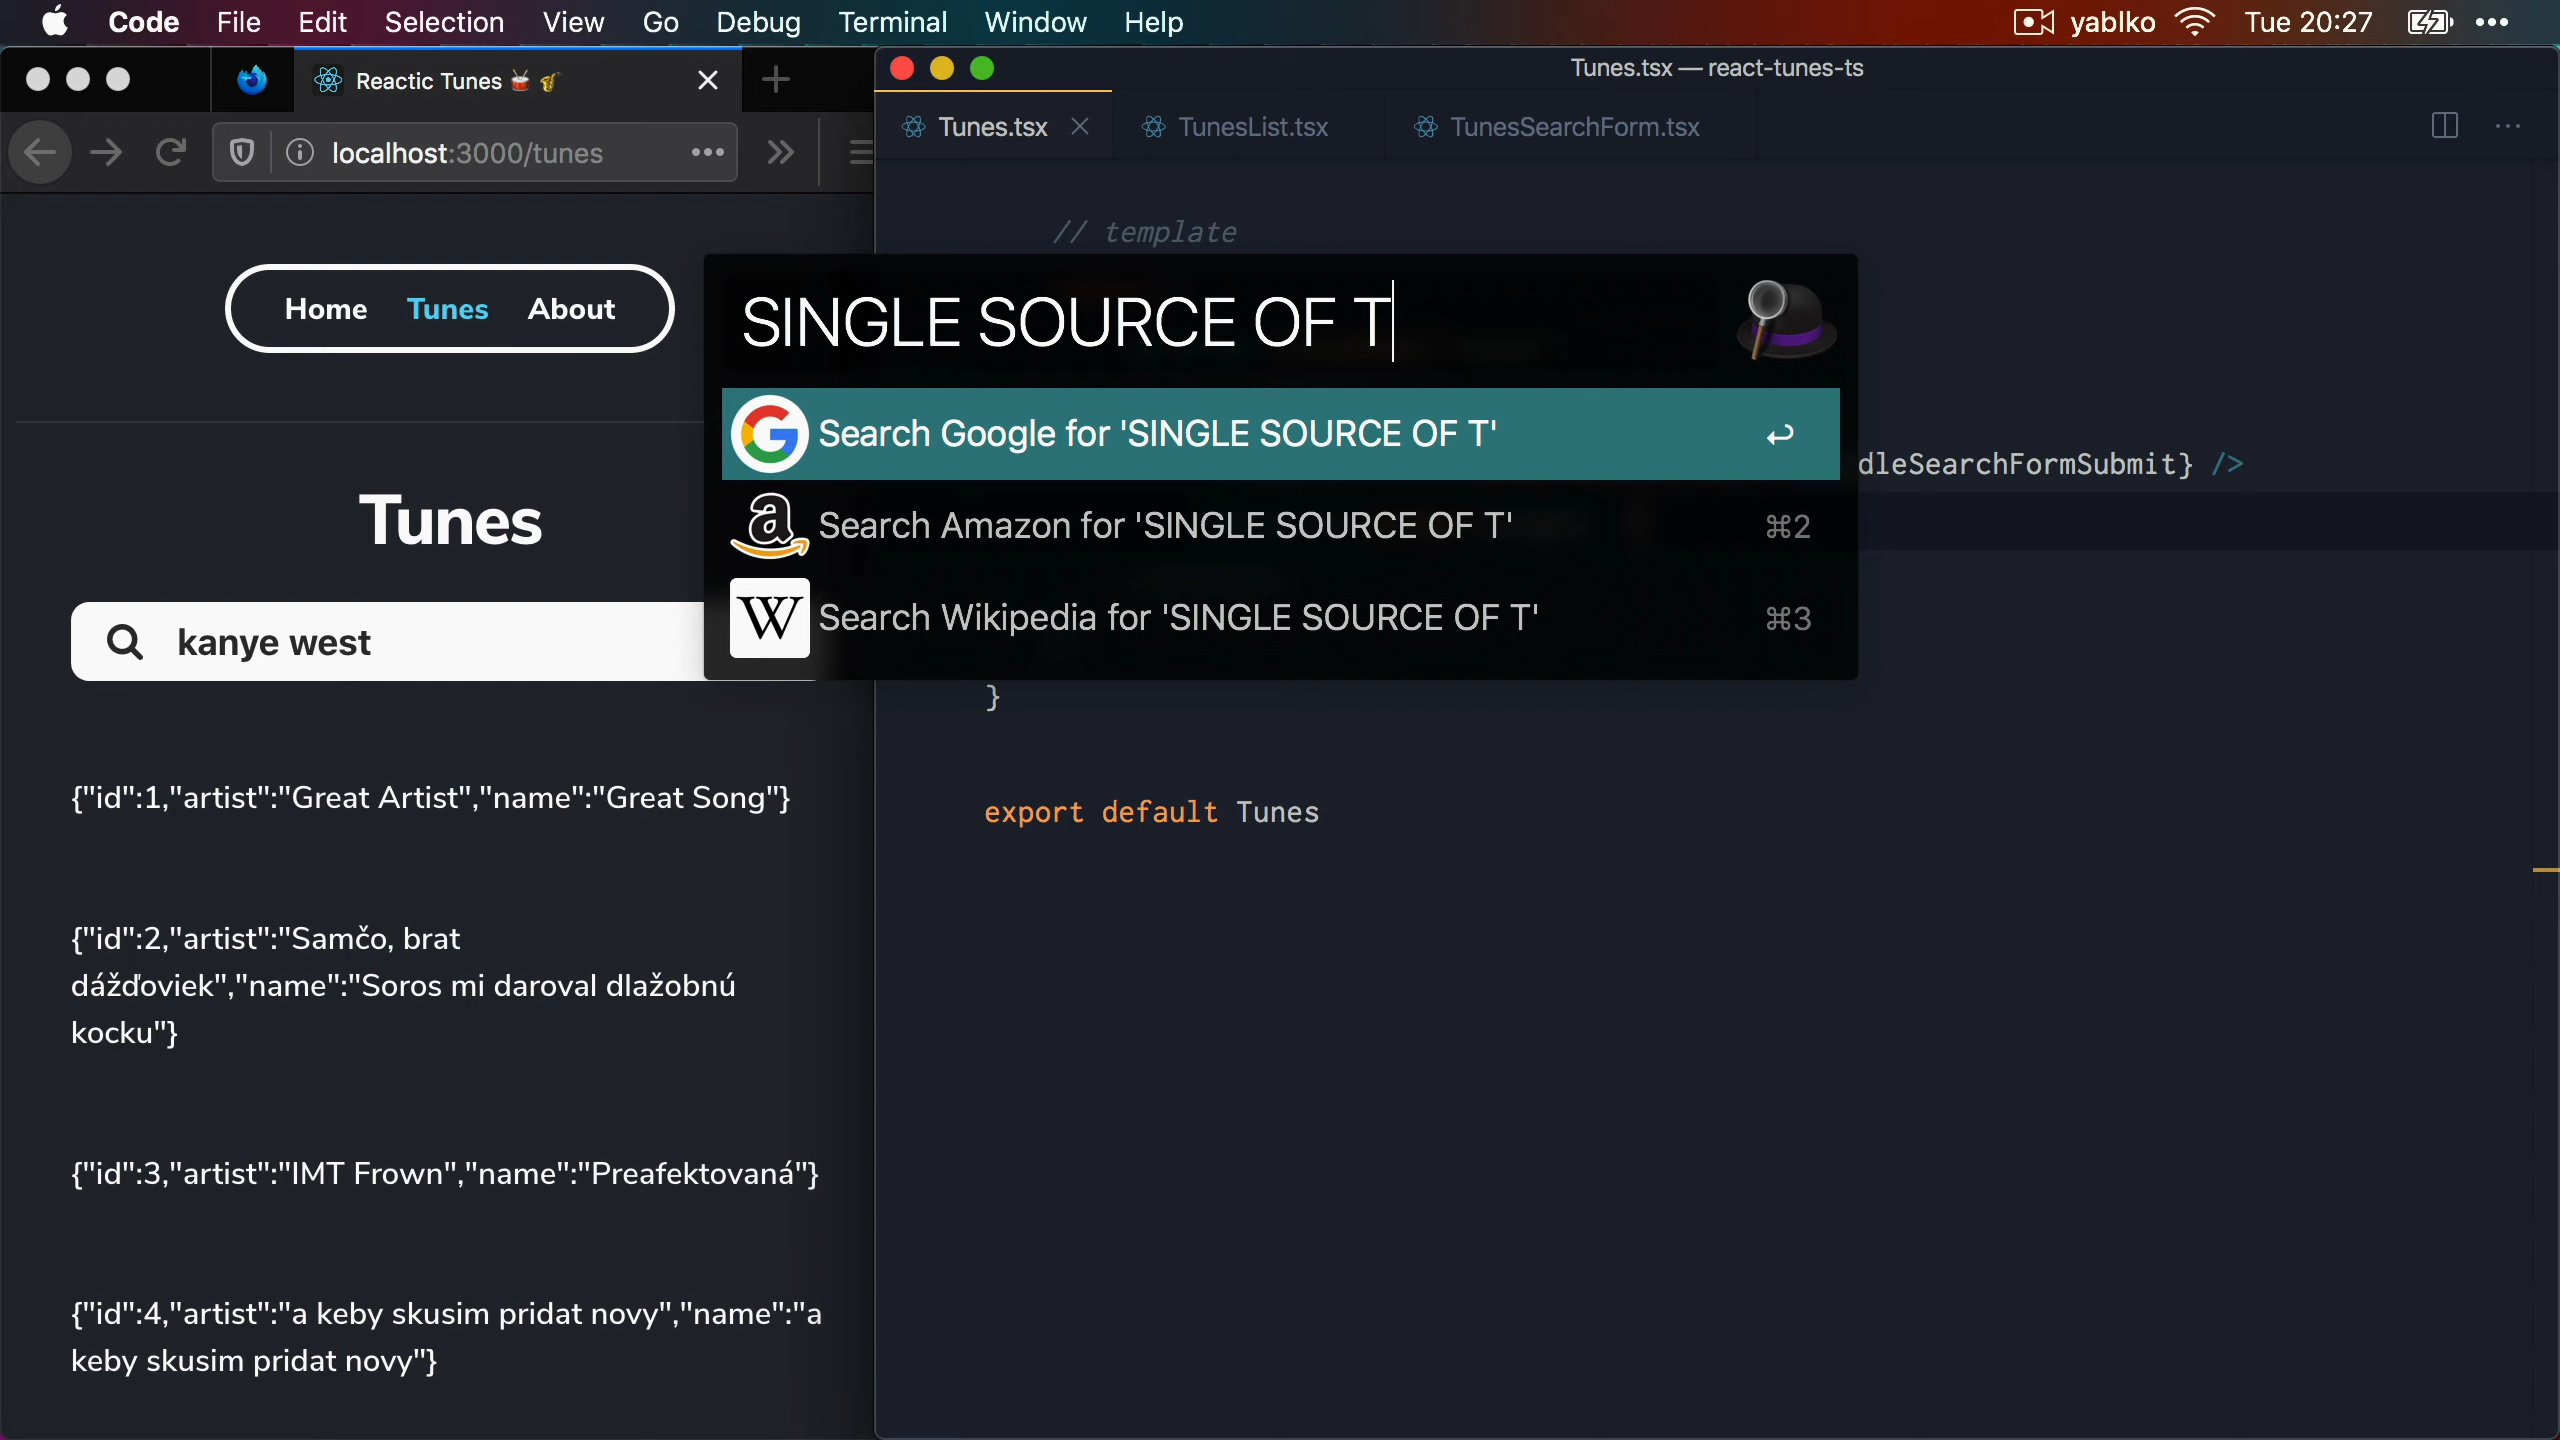 Code File Edit Selection View Go Debug Terminal Window Help
yablko Tue 20:27
Reactic Tunes
localhost:3000/tunes
Home Tunes About
Tunes
kanye west
{"id":1,"artist":"Great Artist","name":"Great Song"}
{"id":2,"artist":"Samčo, brat
dážďoviek","name":"Soros mi daroval dlažobnú
kocku"}
{"id":3,"artist":"IMT Frown","name":"Preafektovaná"}
{"id":4,"artist":"a keby skusim pridat novy","name":"a
keby skusim pridat novy"}
Tunes.tsx — react-tunes-ts
Tunes.tsx TunesList.tsx TunesSearchForm.tsx
// template
SINGLE SOURCE OF T
Search Google for 'SINGLE SOURCE OF T'
Search Amazon for 'SINGLE SOURCE OF T' ⌘2
Search Wikipedia for 'SINGLE SOURCE OF T' ⌘3
dleSearchFormSubmit} />
}
export default Tunes